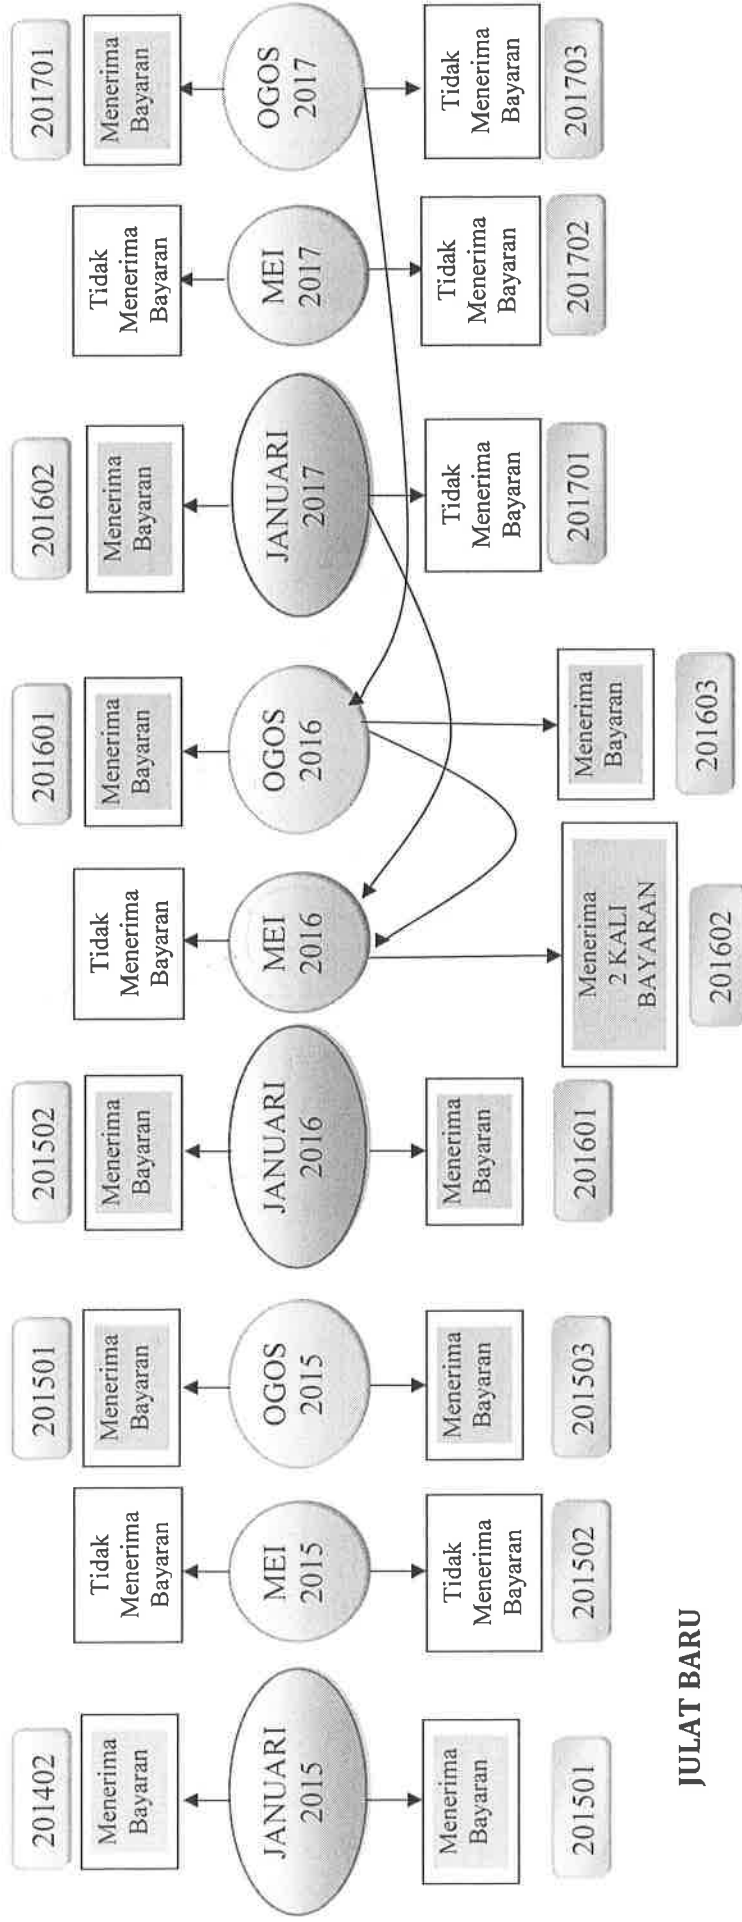 201402
201501
201502
201601
201602
201701
Menerima
Bayaran
Tidak
Menerima
Bayaran
Menerima
Bayaran
Menerima
Bayaran
Tidak
Menerima
Bayaran
Menerima
Bayaran
Menerima
Bayaran
Tidak
Menerima
Bayaran
Menerima
Bayaran
JANUARI
2015
MEI
2015
OGOS
2015
JANUARI
2016
MEI
2016
OGOS
2016
JANUARI
2017
MEI
2017
OGOS
2017
Menerima
Bayaran
Tidak
Menerima
Bayaran
Menerima
Bayaran
Menerima
Bayaran
Menerima
2 KALI
BAYARAN
Menerima
Bayaran
Tidak
Menerima
Bayaran
Tidak
Menerima
Bayaran
Tidak
Menerima
Bayaran
201501
201502
201503
201601
201602
201603
201701
201702
201703
JULAT BARU